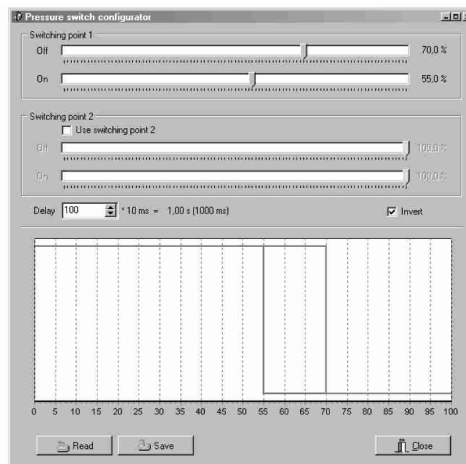 Pressure switch configurator
Switching point 1
Off 70,0 %
On 55,0 %
Switching point 2
Use switching point 2
Off 100,0 %
On 100,0 %
Delay 100 * 10 ms = 1,00 s (1000 ms) Invert
0 5 10 15 20 25 30 35 40 45 50 55 60 65 70 75 80 85 90 95 100
Read Save Close